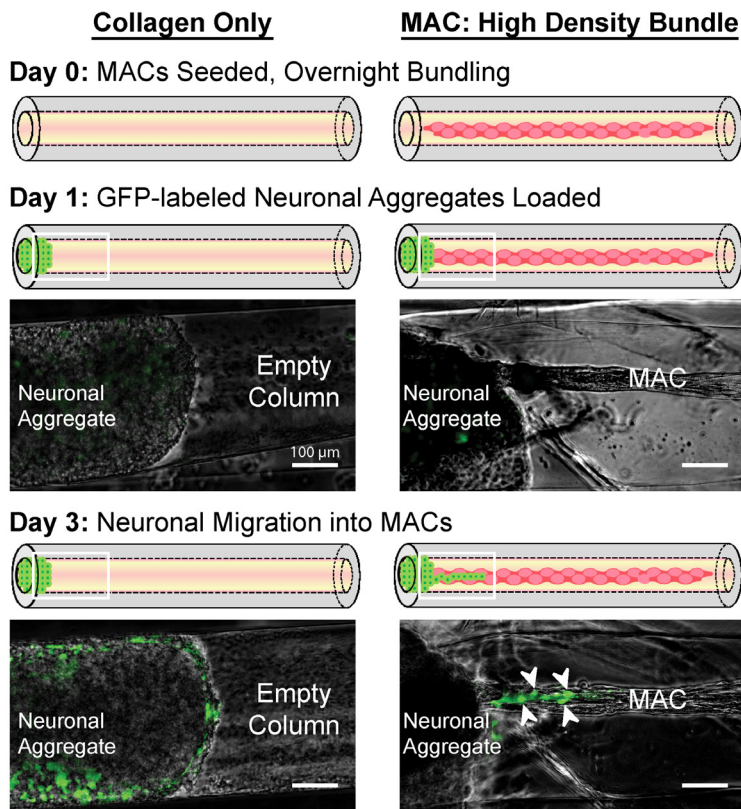 Collagen Only
MAC: High Density Bundle
Day 0: MACs Seeded, Overnight Bundling
Day 1: GFP-labeled Neuronal Aggregates Loaded
Neuronal
Aggregate
Empty
Column
100 µm
Neuronal
Aggregate
MAC
Day 3: Neuronal Migration into MACs
Neuronal
Aggregate
Empty
Column
Neuronal
Aggregate
MAC